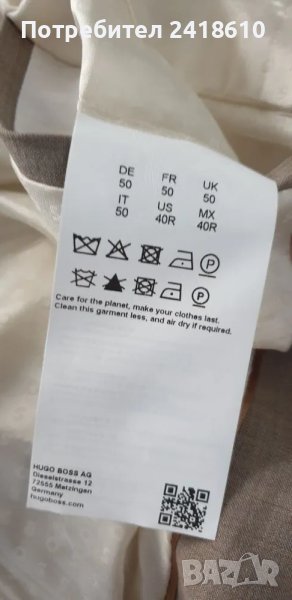 Потребител 2418610
DE FR UK
50 50 50
IT US MX
50 40R 40R
P
P
Care for the planet, make your clothes last.
Clean this garment less, and air dry if required.
HUGO BOSS AG
Dieselstrasse 12
72555 Metzingen
Germany
hugoboss.com
BAZAR